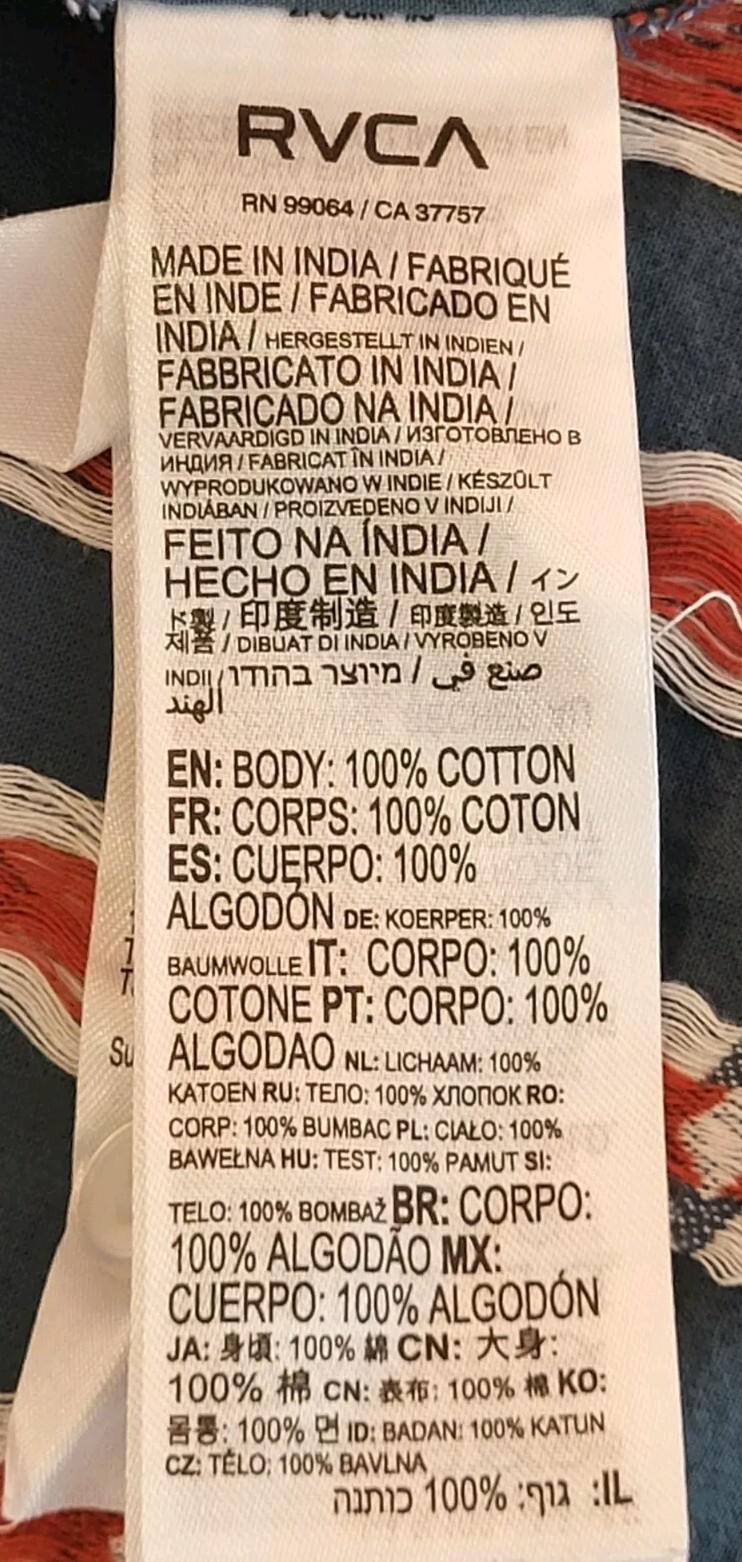 RVCA
RN 99064 / CA 37757
MADE IN INDIA / FABRIQUÉ
EN INDE / FABRICADO EN
INDIA / HERGESTELLT IN INDIEN /
FABBRICATO IN INDIA /
FABRICADO NA INDIA /
VERVAARDIGD IN INDIA / ИЗГОТОВЛЕНО В
ИНДИЯ / FABRICAT ÎN INDIA /
WYPRODUKOWANO W INDIE / KÉSZÜLT
INDIÁBAN / PROIZVEDENO V INDIJI /
FEITO NA ÍNDIA /
HECHO EN INDIA / イン
ド製 / 印度制造 / 印度製造 / 인도
제품 / DIBUAT DI INDIA / VYROBENO V
INDII / מיוצר בהודו / صنع في
الهند
EN: BODY: 100% COTTON
FR: CORPS: 100% COTON
ES: CUERPO: 100%
ALGODÓN DE: KOERPER: 100%
BAUMWOLLE IT: CORPO: 100%
COTONE PT: CORPO: 100%
ALGODAO NL: LICHAAM: 100%
KATOEN RU: ТЕЛО: 100% ХЛОПОК RO:
CORP: 100% BUMBAC PL: CIAŁO: 100%
BAWEŁNA HU: TEST: 100% PAMUT SI:
TELO: 100% BOMBAŽ BR: CORPO:
100% ALGODÃO MX:
CUERPO: 100% ALGODÓN
JA: 身頃: 100% 綿 CN: 大身:
100% 棉 CN: 表布: 100% 棉 KO:
몸통: 100% 면 ID: BADAN: 100% KATUN
CZ: TĚLO: 100% BAVLNA
IL: גוף: 100% כותנה
Su